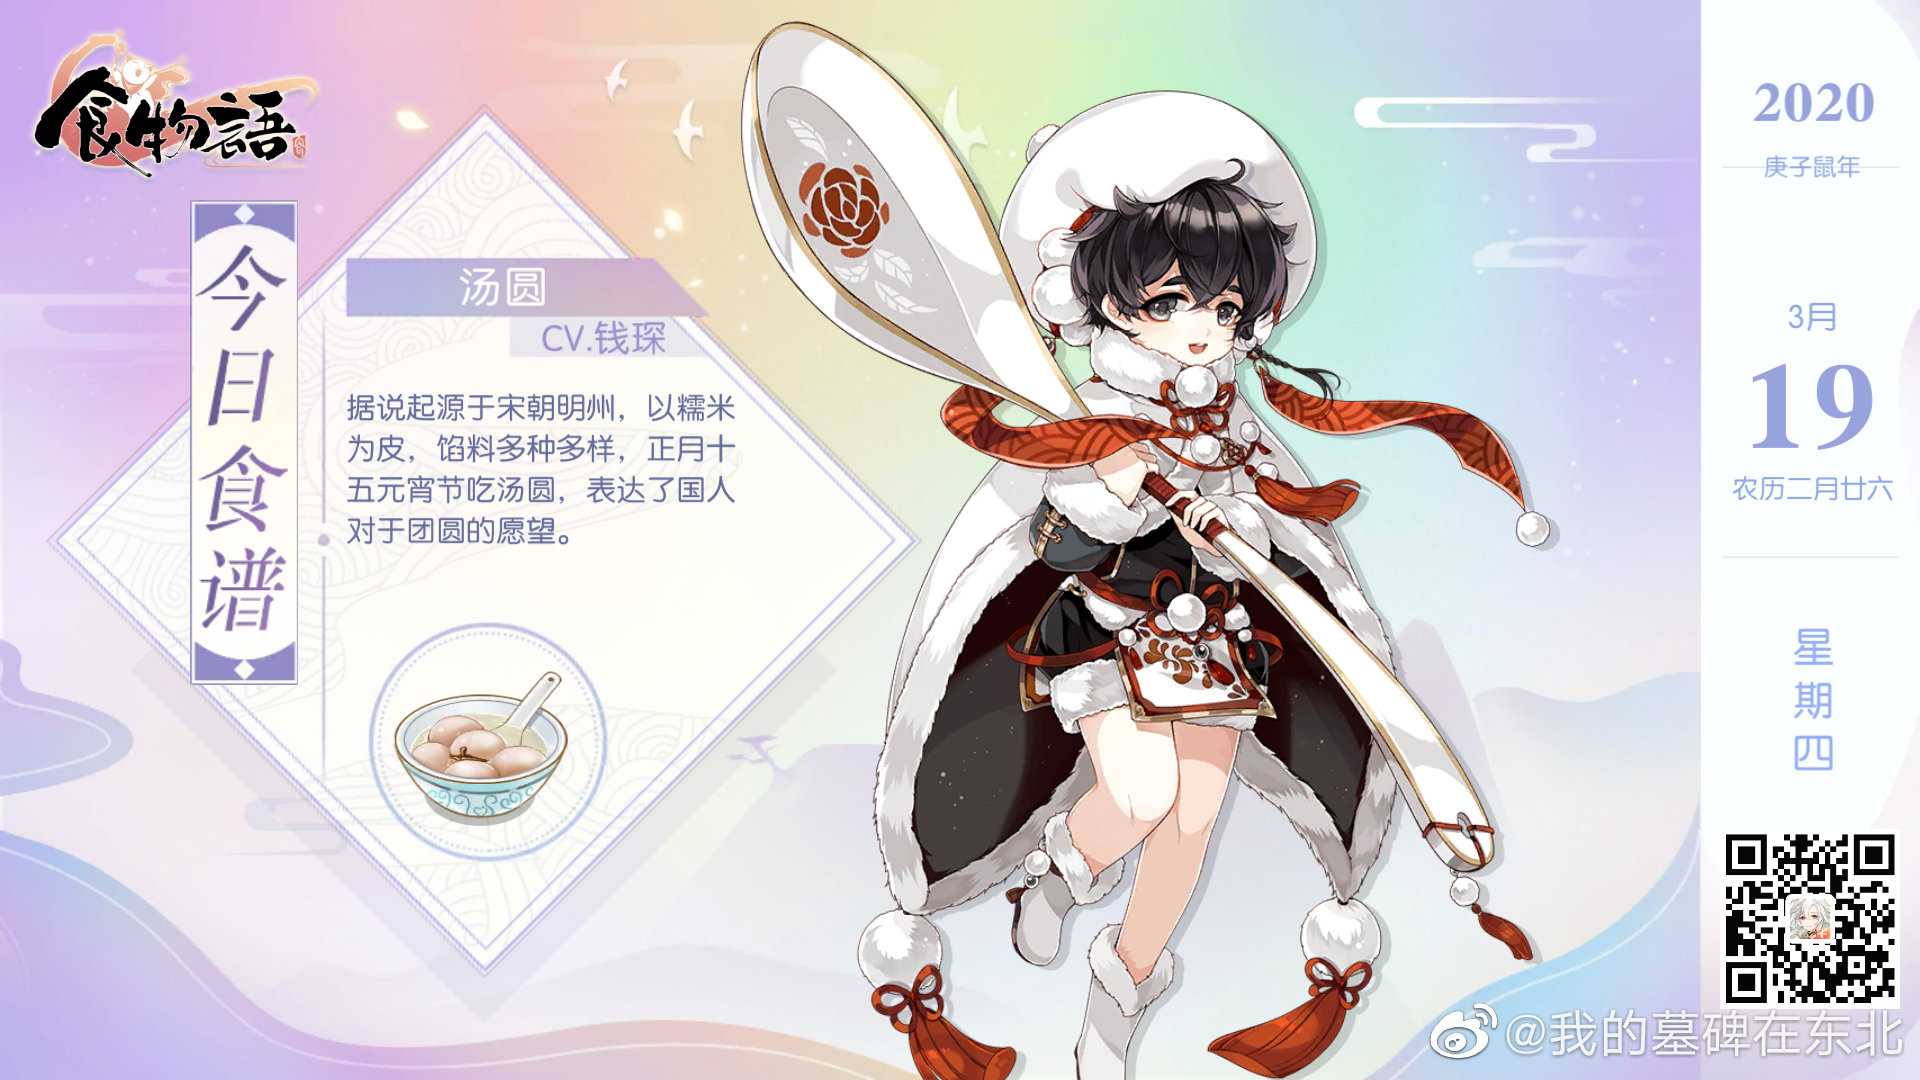 食物語
今日食谱
汤圆
CV.钱琛
据说起源于宋朝明州，以糯米
为皮，馅料多种多样，正月十
五元宵节吃汤圆，表达了国人
对于团圆的愿望。
2020
庚子鼠年
3月
19
农历二月廿六
星期四
@我的墓碑在东北